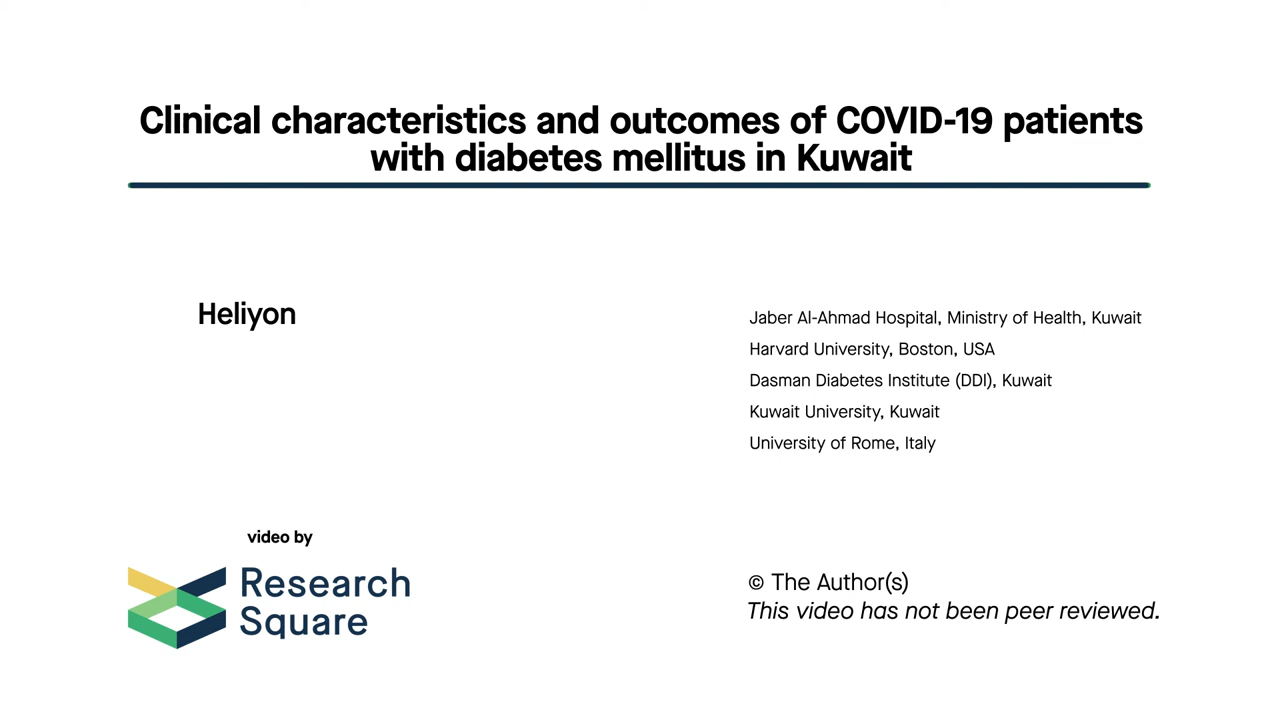 Clinical characteristics and outcomes of COVID-19 patients
with diabetes mellitus in Kuwait
Heliyon
Jaber Al-Ahmad Hospital, Ministry of Health, Kuwait
Harvard University, Boston, USA
Dasman Diabetes Institute (DDI), Kuwait
Kuwait University, Kuwait
University of Rome, Italy
video by
Research
Square
© The Author(s)
This video has not been peer reviewed.